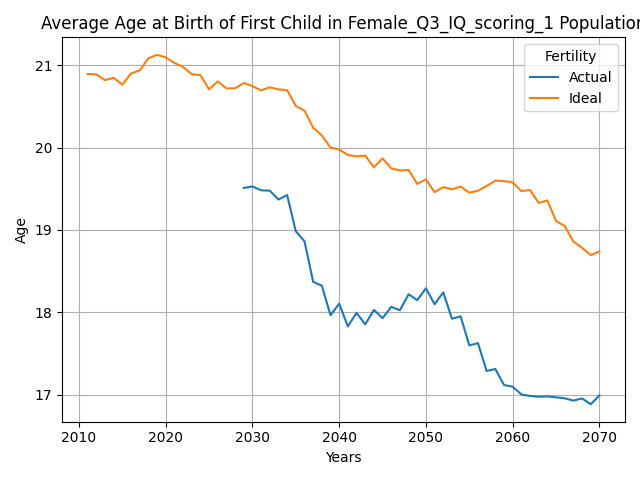 Average Age at Birth of First Child in Female_Q3_IQ_scoring_1 Population
Fertility
Actual
Ideal
Age
21
20
19
18
17
2010 2020 2030 2040 2050 2060 2070
Years